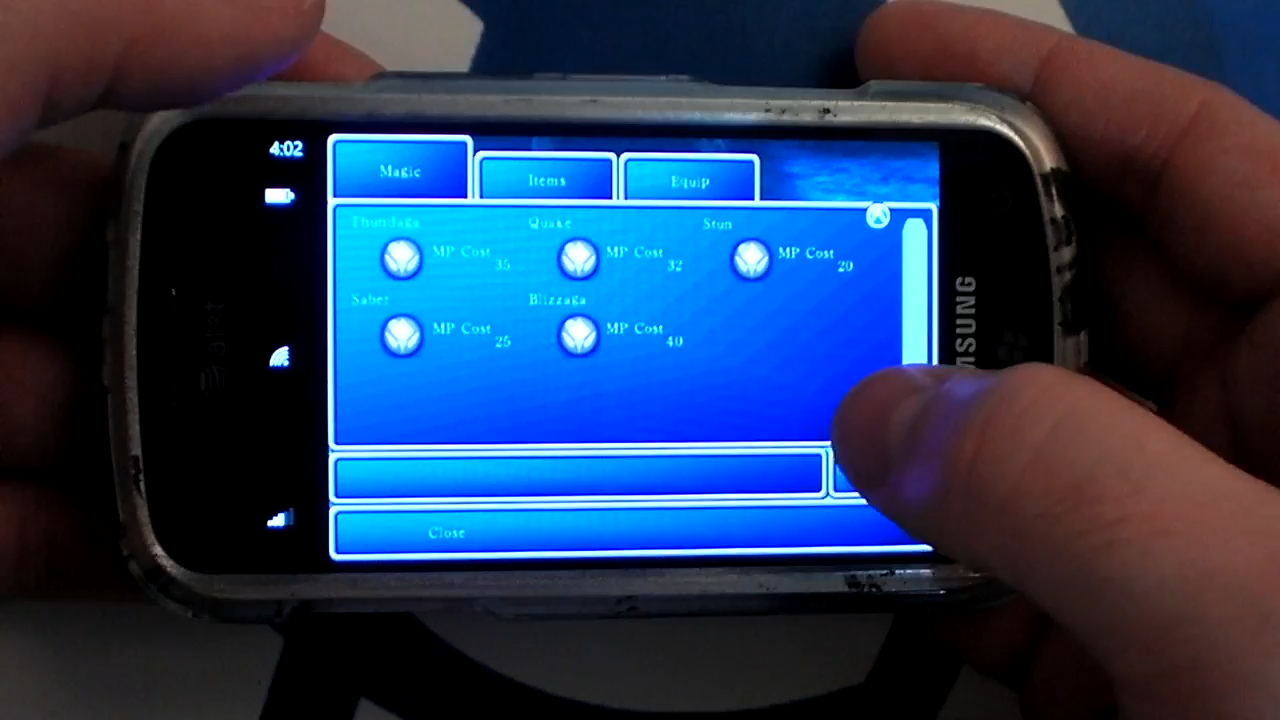 4:02
Magic
Items
Equip
Thundaga
Quake
Stun
MP Cost
35
MP Cost
32
MP Cost
20
Saber
Blizzaga
MP Cost
25
MP Cost
40
Close
SAMSUNG
at&t